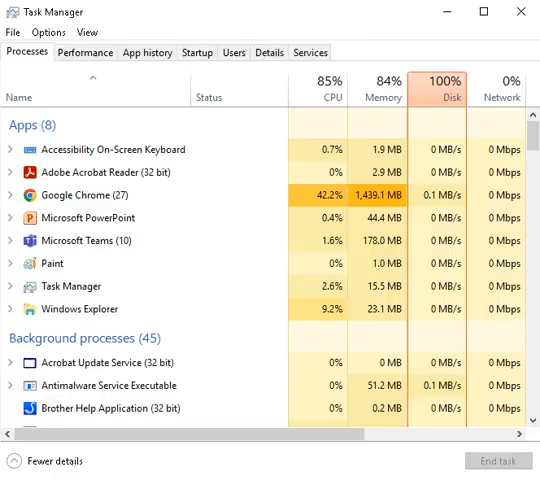 Task Manager
File Options View
Processes Performance App history Startup Users Details Services
85% 84% 100% 0%
Name Status CPU Memory Disk Network
Apps (8)
Accessibility On-Screen Keyboard 0.7% 1.9 MB 0 MB/s 0 Mbps
Adobe Acrobat Reader (32 bit) 0% 2.9 MB 0 MB/s 0 Mbps
Google Chrome (27) 42.2% 1,439.1 MB 0.1 MB/s 0 Mbps
Microsoft PowerPoint 0.4% 44.4 MB 0 MB/s 0 Mbps
Microsoft Teams (10) 1.6% 178.0 MB 0 MB/s 0 Mbps
Paint 0% 1.0 MB 0 MB/s 0 Mbps
Task Manager 2.6% 15.5 MB 0 MB/s 0 Mbps
Windows Explorer 9.2% 23.1 MB 0 MB/s 0 Mbps
Background processes (45)
Acrobat Update Service (32 bit) 0% 0 MB 0 MB/s 0 Mbps
Antimalware Service Executable 0% 51.2 MB 0.1 MB/s 0 Mbps
Brother Help Application (32 bit) 0% 0.2 MB 0 MB/s 0 Mbps
Fewer details End task